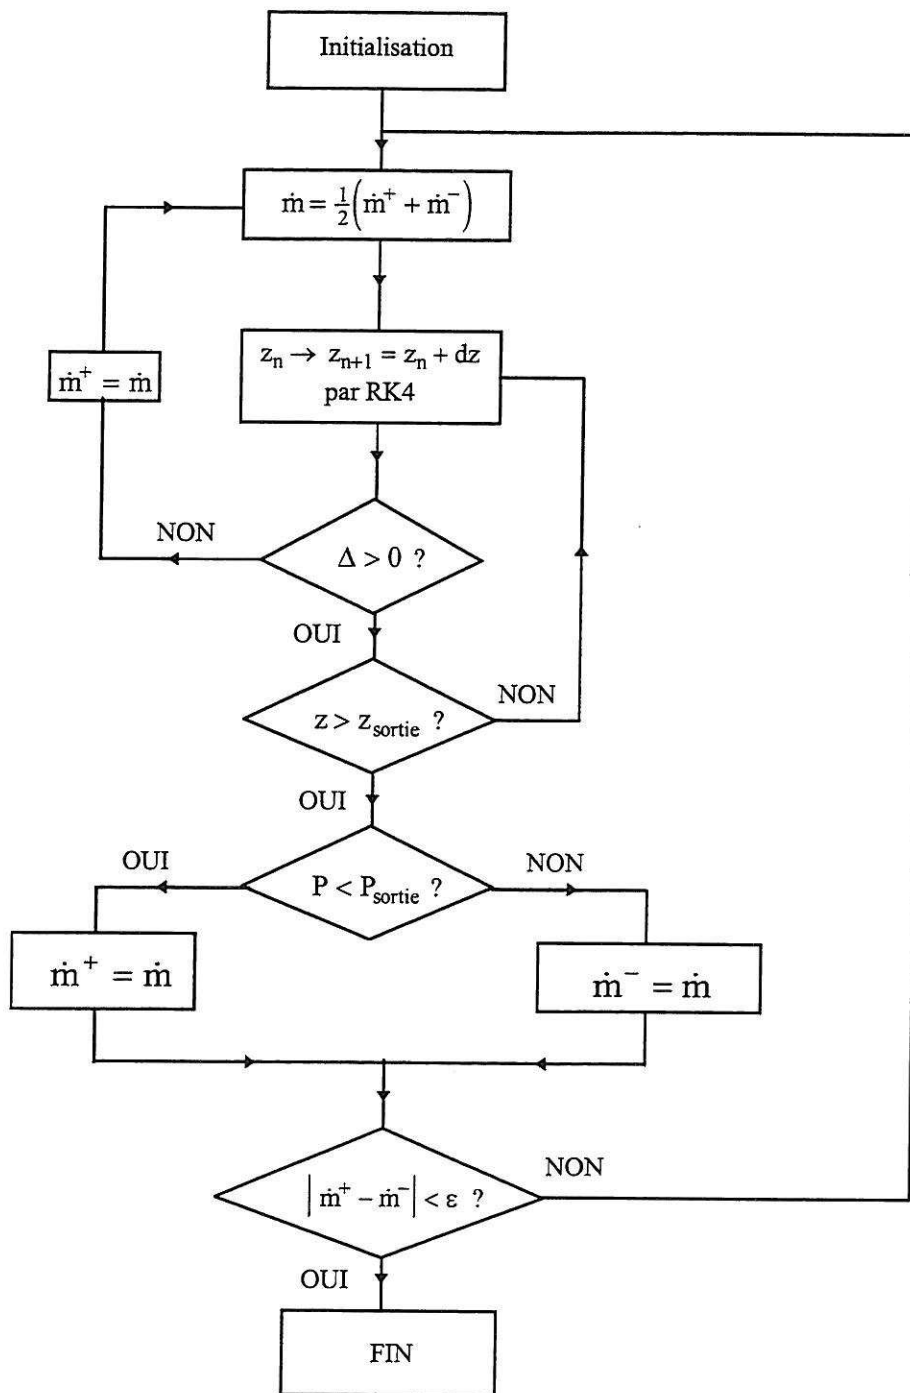 Initialisation
ṁ = ½(ṁ⁺ + ṁ⁻)
zₙ → zₙ₊₁ = zₙ + dz
par RK4
ṁ⁺ = ṁ
NON
Δ > 0 ?
OUI
z > z_sortie ?
NON
OUI
OUI
P < P_sortie ?
NON
ṁ⁺ = ṁ
ṁ⁻ = ṁ
|ṁ⁺ − ṁ⁻| < ε ?
NON
OUI
FIN